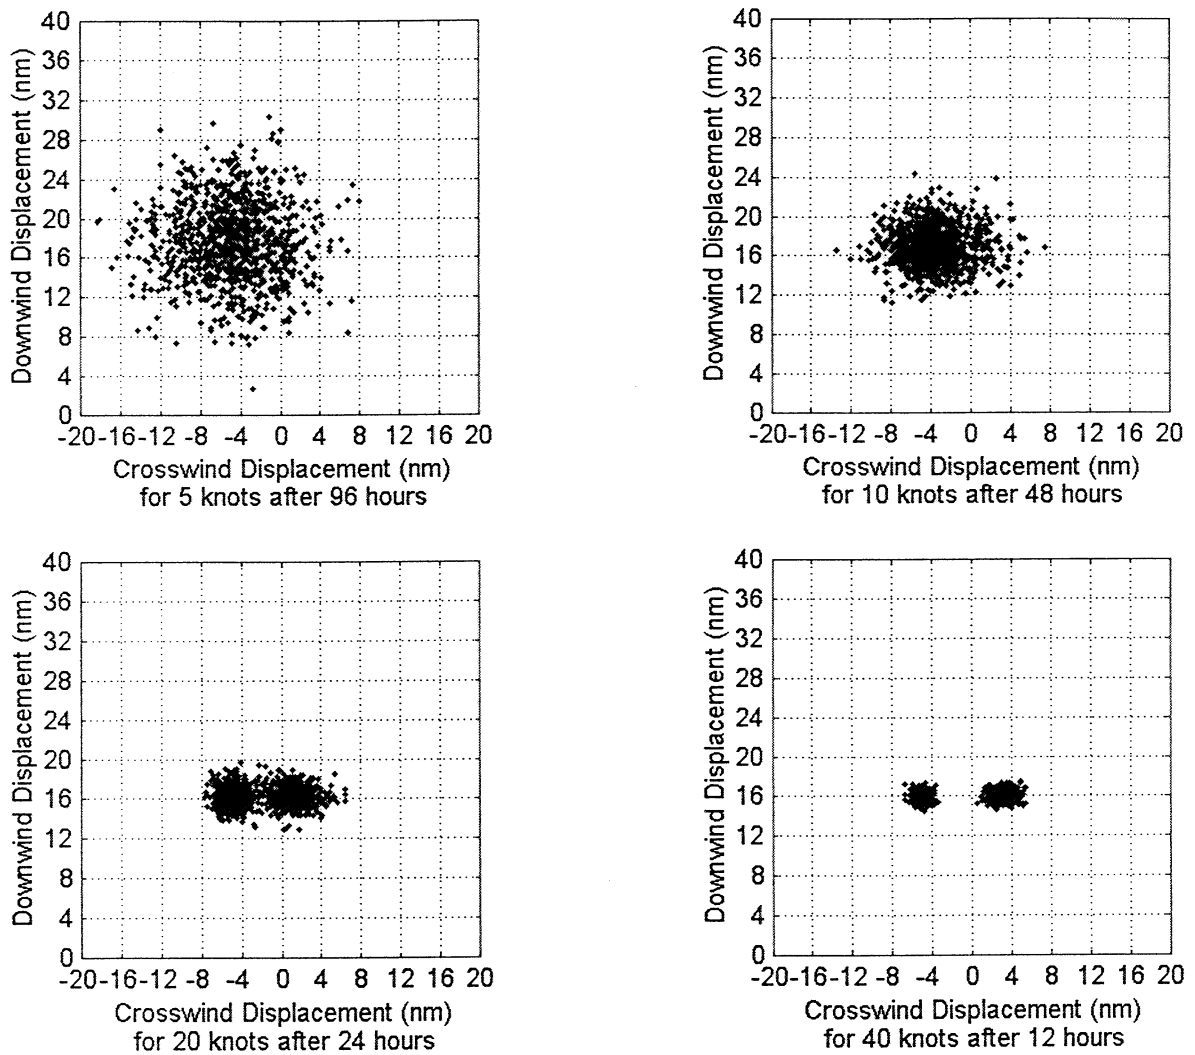 40
36
32
28
24
20
16
12
8
4
0
Downwind Displacement (nm)
-20-16-12 -8 -4 0 4 8 12 16 20
Crosswind Displacement (nm)
for 5 knots after 96 hours
40
36
32
28
24
20
16
12
8
4
0
Downwind Displacement (nm)
-20-16-12 -8 -4 0 4 8 12 16 20
Crosswind Displacement (nm)
for 10 knots after 48 hours
40
36
32
28
24
20
16
12
8
4
0
Downwind Displacement (nm)
-20-16-12 -8 -4 0 4 8 12 16 20
Crosswind Displacement (nm)
for 20 knots after 24 hours
40
36
32
28
24
20
16
12
8
4
0
Downwind Displacement (nm)
-20-16-12 -8 -4 0 4 8 12 16 20
Crosswind Displacement (nm)
for 40 knots after 12 hours